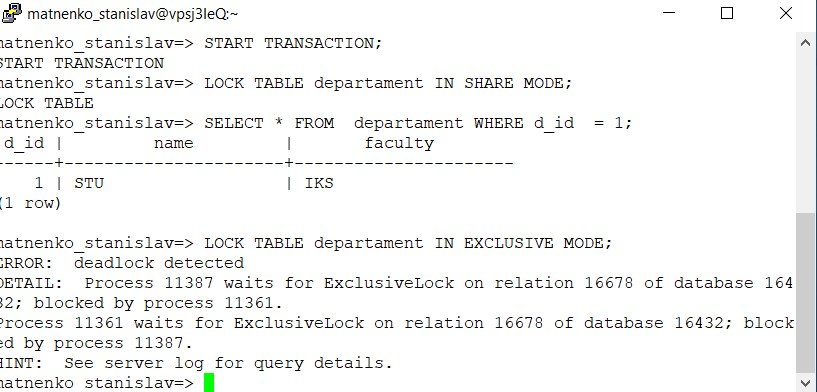 matnenko_stanislav@vpsj3IeQ:~
matnenko_stanislav=> START TRANSACTION;
START TRANSACTION
matnenko_stanislav=> LOCK TABLE departament IN SHARE MODE;
LOCK TABLE
matnenko_stanislav=> SELECT * FROM  departament WHERE d_id  = 1;
d_id |         name         |       faculty
------+----------------------+----------------------
1 | STU                  | IKS
(1 row)
matnenko_stanislav=> LOCK TABLE departament IN EXCLUSIVE MODE;
ERROR:  deadlock detected
DETAIL:  Process 11387 waits for ExclusiveLock on relation 16678 of database 164
32; blocked by process 11361.
Process 11361 waits for ExclusiveLock on relation 16678 of database 16432; block
ed by process 11387.
HINT:  See server log for query details.
matnenko_stanislav=>